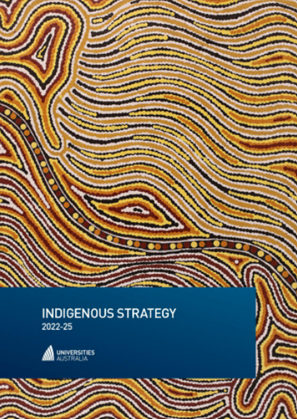 INDIGENOUS STRATEGY
2022-25
UNIVERSITIES
AUSTRALIA